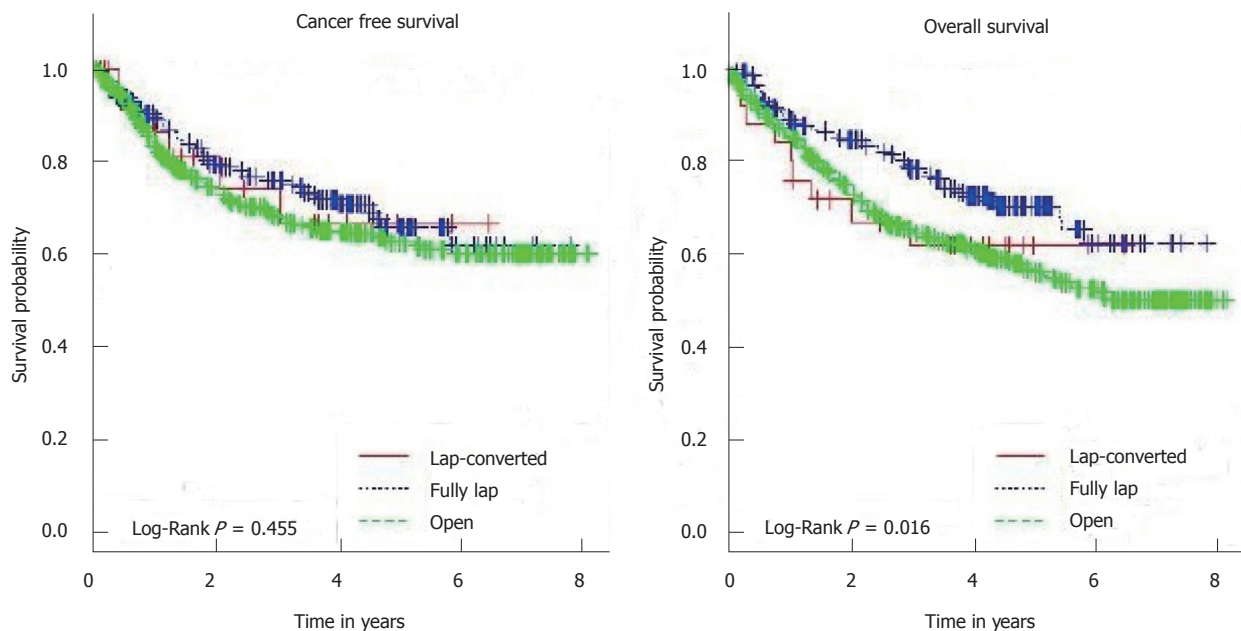 Cancer free survival
1.0
0.8
0.6
0.4
0.2
0.0
Survival probability
Lap-converted
Fully lap
Open
Log-Rank P = 0.455
0 2 4 6 8
Time in years
Overall survival
1.0
0.8
0.6
0.4
0.2
0.0
Survival probability
Lap-converted
Fully lap
Open
Log-Rank P = 0.016
0 2 4 6 8
Time in years